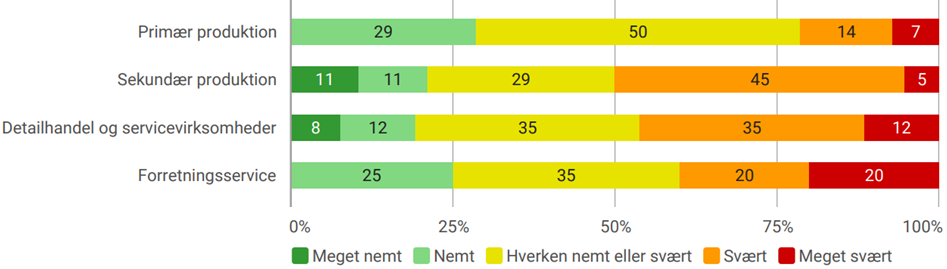 Primær produktion 29 50 14 7
Sekundær produktion 11 11 29 45 5
Detailhandel og servicevirksomheder 8 12 35 35 12
Forretningsservice 25 35 20 20
0% 25% 50% 75% 100%
Meget nemt Nemt Hverken nemt eller svært Svært Meget svært